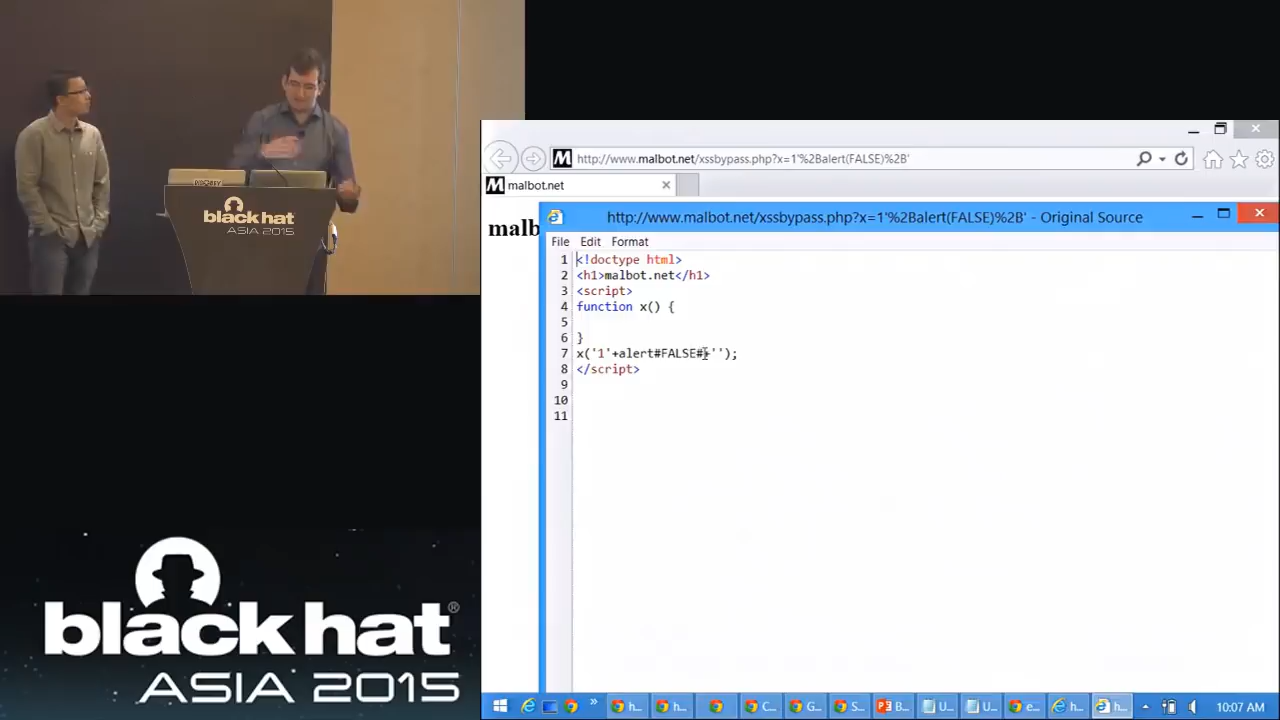 black hat
ASIA 2015
http://www.malbot.net/xssbypass.php?x=1'%2Balert(FALSE)%2B'
M malbot.net
malb
http://www.malbot.net/xssbypass.php?x=1'%2Balert(FALSE)%2B' - Original Source
File Edit Format
1 <!doctype html>
2 <h1>malbot.net</h1>
3 <script>
4 function x() {
5
6 }
7 x('1'+alert#FALSE#+'');
8 </script>
9
10
11
black hat®
ASIA 2015
h... h... C... G... S... B... U... U... e... h... h... 10:07 AM